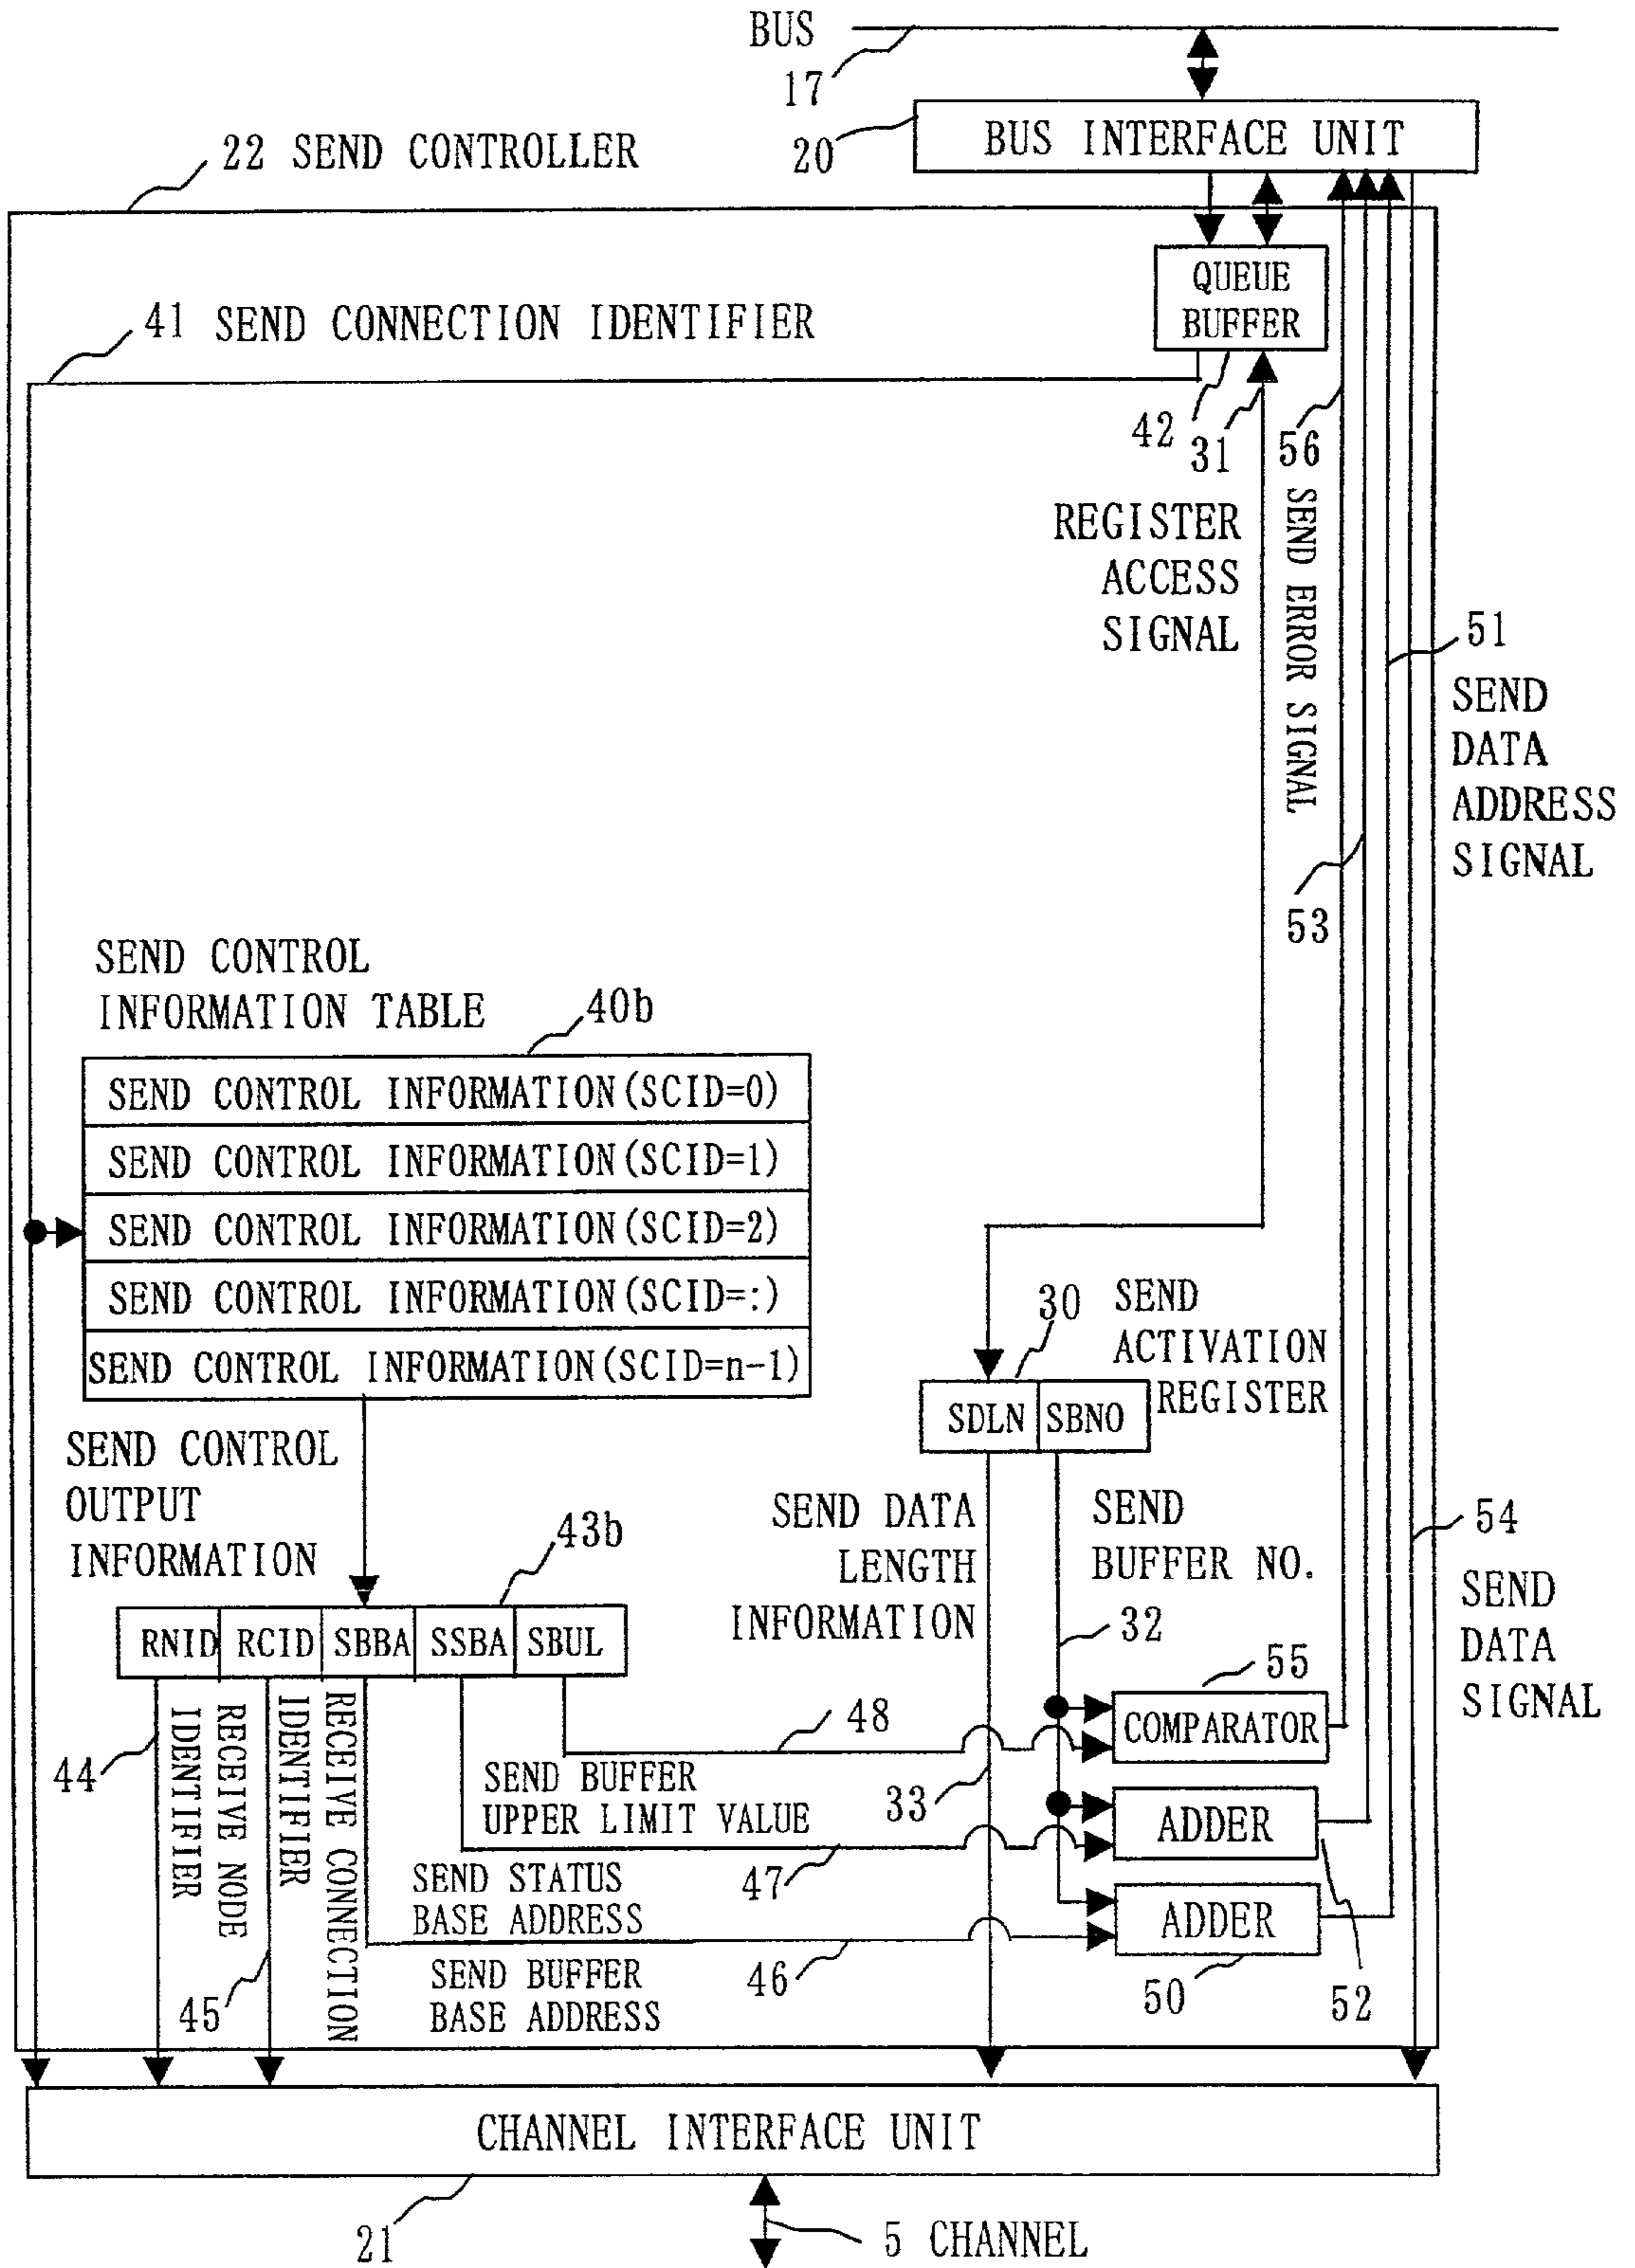 BUS
17
20
BUS INTERFACE UNIT
22 SEND CONTROLLER
QUEUE
BUFFER
41 SEND CONNECTION IDENTIFIER
42
31
56
SEND ERROR SIGNAL
REGISTER
ACCESS
SIGNAL
51
SEND
DATA
ADDRESS
SIGNAL
53
SEND CONTROL
INFORMATION TABLE
40b
SEND CONTROL INFORMATION(SCID=0)
SEND CONTROL INFORMATION(SCID=1)
SEND CONTROL INFORMATION(SCID=2)
SEND CONTROL INFORMATION(SCID=:)
SEND CONTROL INFORMATION(SCID=n-1)
30
SEND
ACTIVATION
REGISTER
SDLN
SBNO
SEND CONTROL
OUTPUT
INFORMATION
43b
SEND DATA
LENGTH
INFORMATION
SEND
BUFFER NO.
32
54
SEND
DATA
SIGNAL
RNID
RCID
SBBA
SSBA
SBUL
55
COMPARATOR
48
SEND BUFFER
UPPER LIMIT VALUE
33
44
RECEIVE NODE
IDENTIFIER
RECEIVE CONNECTION
IDENTIFIER
ADDER
47
SEND STATUS
BASE ADDRESS
ADDER
46
SEND BUFFER
BASE ADDRESS
45
50
52
CHANNEL INTERFACE UNIT
21
5 CHANNEL